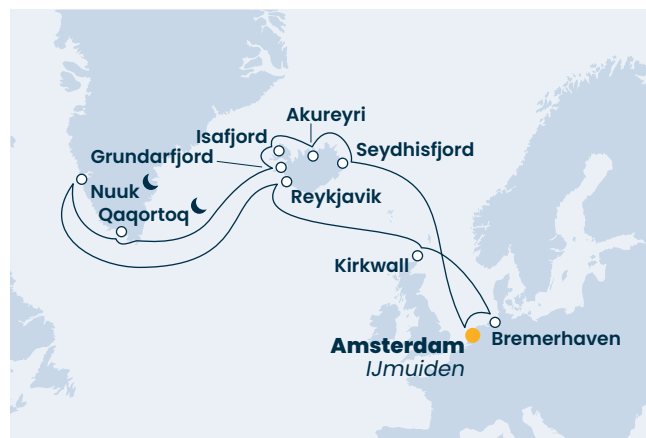 Akureyri
Isafjord
Seydhisfjord
Grundarfjord
Nuuk
Reykjavik
Qaqortoq
Kirkwall
Amsterdam
Bremerhaven
IJmuiden